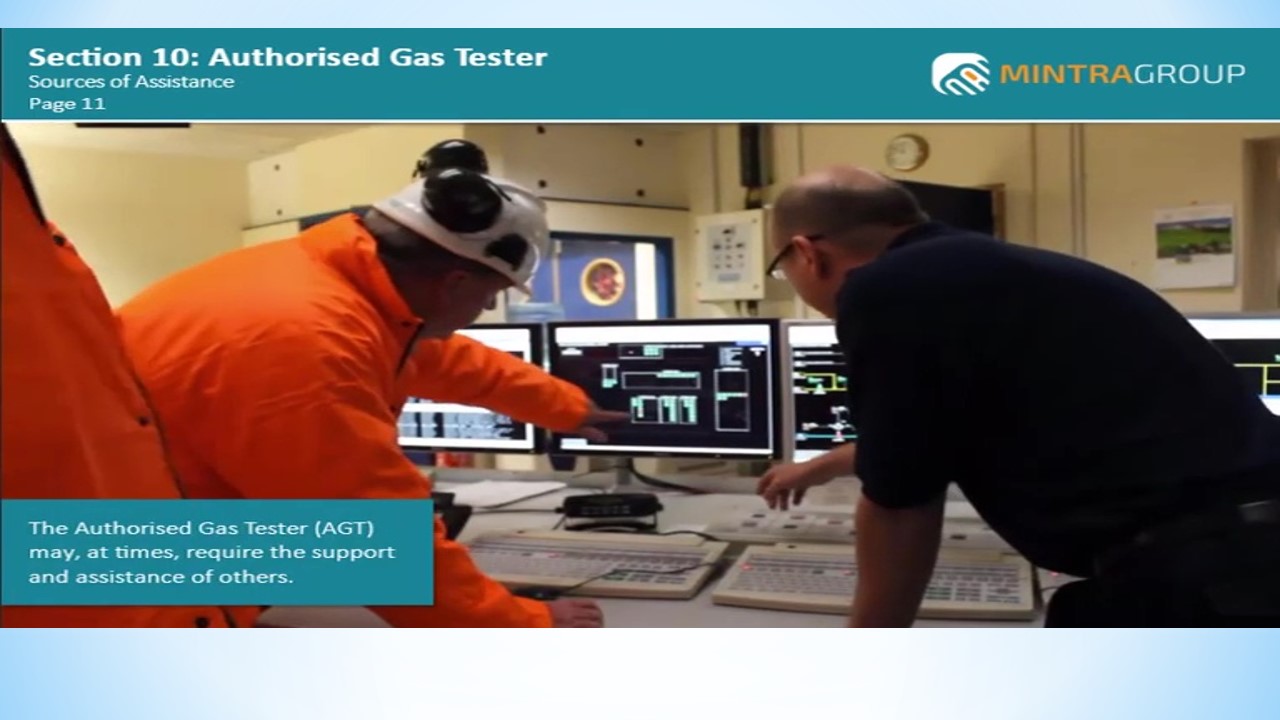 Section 10: Authorised Gas Tester
Sources of Assistance
Page 11
MINTRAGROUP
The Authorised Gas Tester (AGT)
may, at times, require the support
and assistance of others.